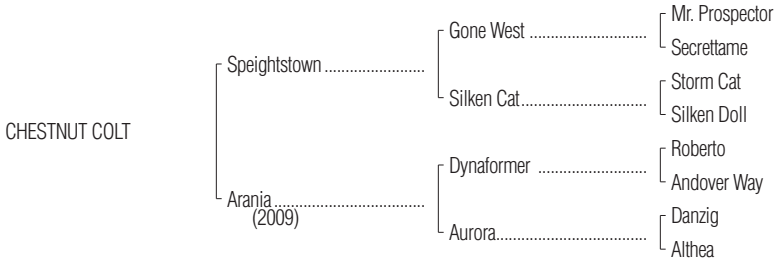 Mr. Prospector
Gone West ........................
Secrettame
Speightstown .....................
Storm Cat
Silken Cat.........................
Silken Doll
CHESTNUT COLT
Roberto
Dynaformer ......................
Andover Way
Arania ................................
(2009)
Danzig
Aurora...............................
Althea